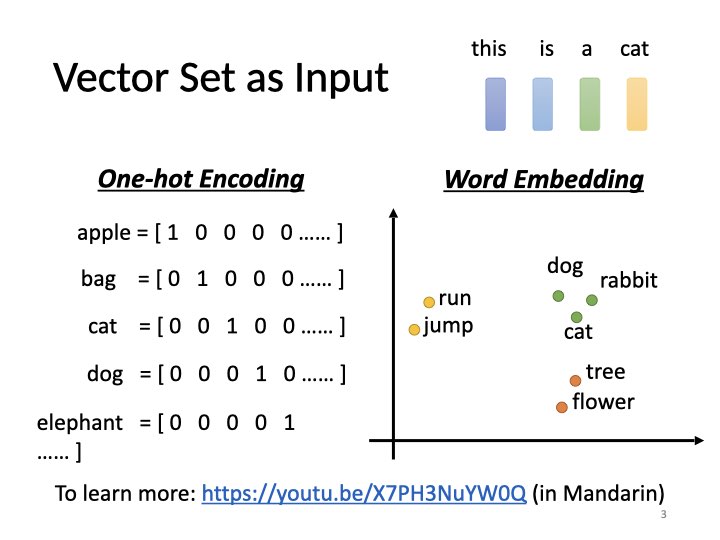 this is a cat
Vector Set as Input
One-hot Encoding
apple = [ 1 0 0 0 0 …… ]
bag = [ 0 1 0 0 0 …… ]
cat = [ 0 0 1 0 0 …… ]
dog = [ 0 0 0 1 0 …… ]
elephant = [ 0 0 0 0 1
…… ]
Word Embedding
dog
rabbit
run
jump
cat
tree
flower
To learn more: https://youtu.be/X7PH3NuYW0Q (in Mandarin)
3